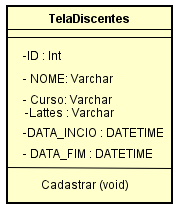 TelaDiscentes
-ID : Int
- NOME: Varchar
- Curso: Varchar
-Lattes : Varchar
-DATA_INCIO : DATETIME
- DATA_FIM : DATETIME
Cadastrar (void)